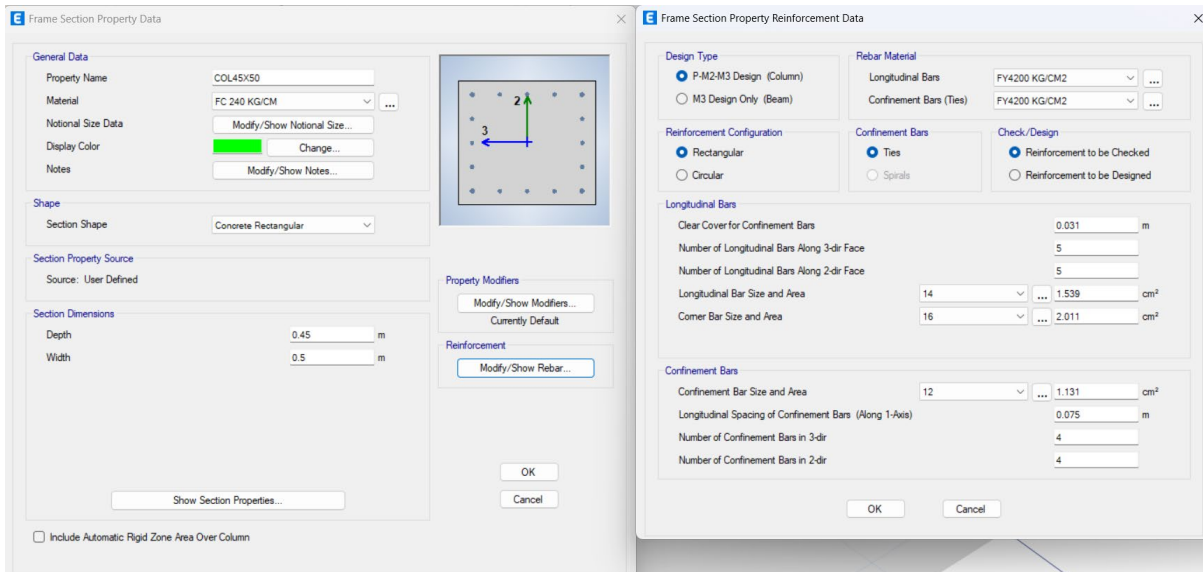 Frame Section Property Data
General Data
Property Name COL45X50
Material FC 240 KG/CM ...
Notional Size Data Modify/Show Notional Size...
Display Color Change...
Notes Modify/Show Notes...
2
3
Shape
Section Shape Concrete Rectangular
Section Property Source
Source: User Defined
Property Modifiers
Modify/Show Modifiers...
Currently Default
Section Dimensions
Depth 0.45 m
Width 0.5 m
Reinforcement
Modify/Show Rebar...
Show Section Properties...
OK
Cancel
Include Automatic Rigid Zone Area Over Column
Frame Section Property Reinforcement Data
Design Type
P-M2-M3 Design (Column)
M3 Design Only (Beam)
Rebar Material
Longitudinal Bars FY4200 KG/CM2 ...
Confinement Bars (Ties) FY4200 KG/CM2 ...
Reinforcement Configuration
Rectangular
Circular
Confinement Bars
Ties
Spirals
Check/Design
Reinforcement to be Checked
Reinforcement to be Designed
Longitudinal Bars
Clear Cover for Confinement Bars 0.031 m
Number of Longitudinal Bars Along 3-dir Face 5
Number of Longitudinal Bars Along 2-dir Face 5
Longitudinal Bar Size and Area 14 ... 1.539 cm²
Corner Bar Size and Area 16 ... 2.011 cm²
Confinement Bars
Confinement Bar Size and Area 12 ... 1.131 cm²
Longitudinal Spacing of Confinement Bars (Along 1-Axis) 0.075 m
Number of Confinement Bars in 3-dir 4
Number of Confinement Bars in 2-dir 4
OK Cancel